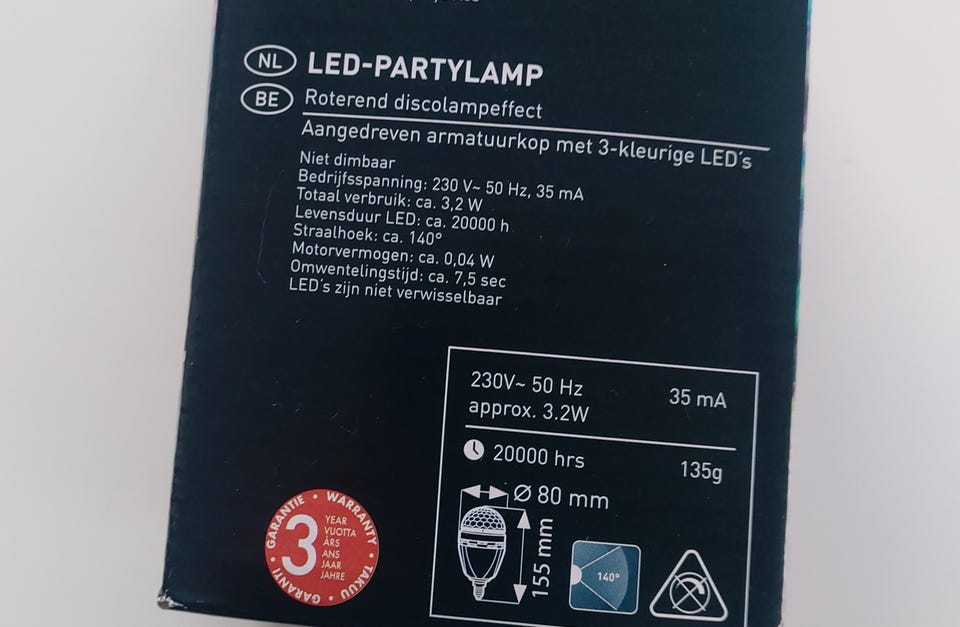 NL LED-PARTYLAMP
BE Roterend discolampeffect
Aangedreven armatuurkop met 3-kleurige LED´s
Niet dimbaar
Bedrijfsspanning: 230 V~ 50 Hz, 35 mA
Totaal verbruik: ca. 3,2 W
Levensduur LED: ca. 20000 h
Straalhoek: ca. 140°
Motorvermogen: ca. 0,04 W
Omwentelingstijd: ca. 7,5 sec
LED´s zijn niet verwisselbaar
230V~ 50 Hz 35 mA
approx. 3.2W
20000 hrs 135g
Ø 80 mm
155 mm
140°
GARANTIE • WARRANTY • TAKUU • GARANTI •
3
YEAR
VUOTTA
ÅRS
ANS
JAAR
JAHRE